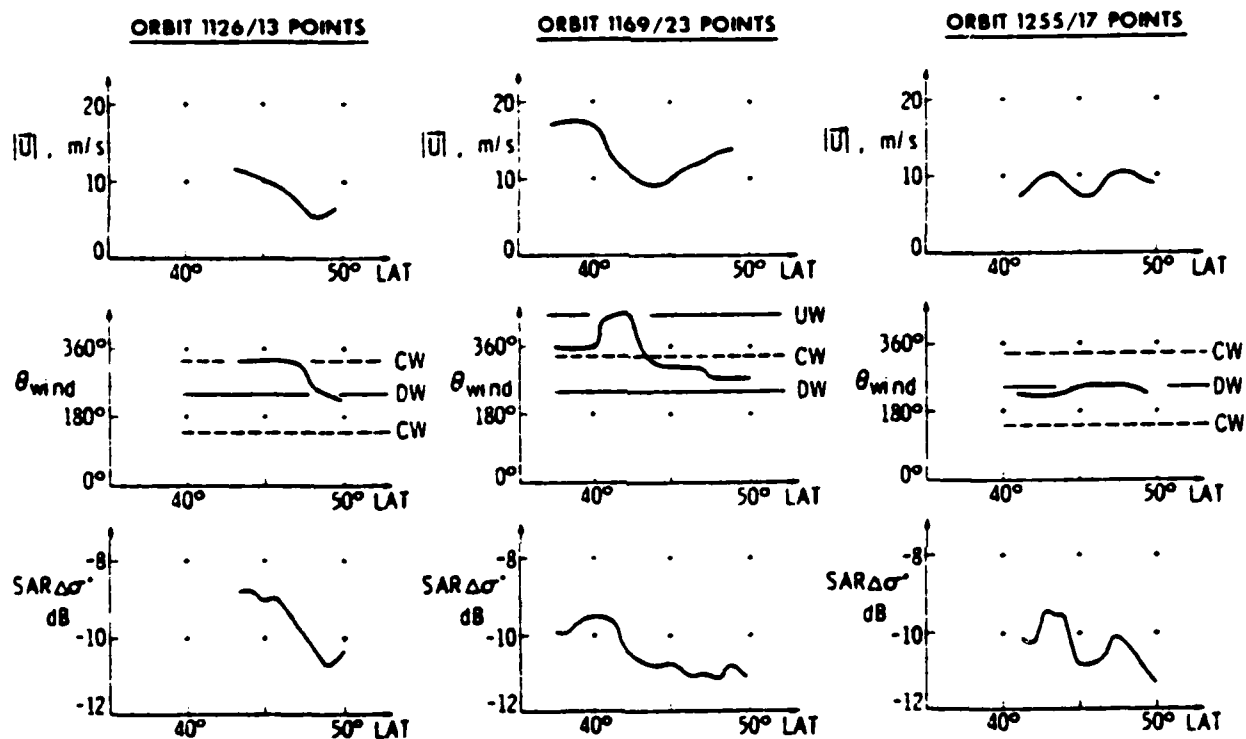 ORBIT 1126/13 POINTS
20
|U̅|, m/s
10
0
40° 50° LAT
360°
θwind
180°
0°
CW
DW
CW
40° 50° LAT
-8
SAR Δσ°
dB
-10
-12
40° 50° LAT
ORBIT 1169/23 POINTS
20
|U̅|, m/s
10
0
40° 50° LAT
360°
θwind
180°
0°
UW
CW
DW
40° 50° LAT
-8
SAR Δσ°
dB
-10
-12
40° 50° LAT
ORBIT 1255/17 POINTS
20
|U̅|, m/s
10
0
40° 50° LAT
360°
θwind
180°
0°
CW
DW
CW
40° 50° LAT
-8
SAR Δσ°
dB
-10
-12
40° 50° LAT